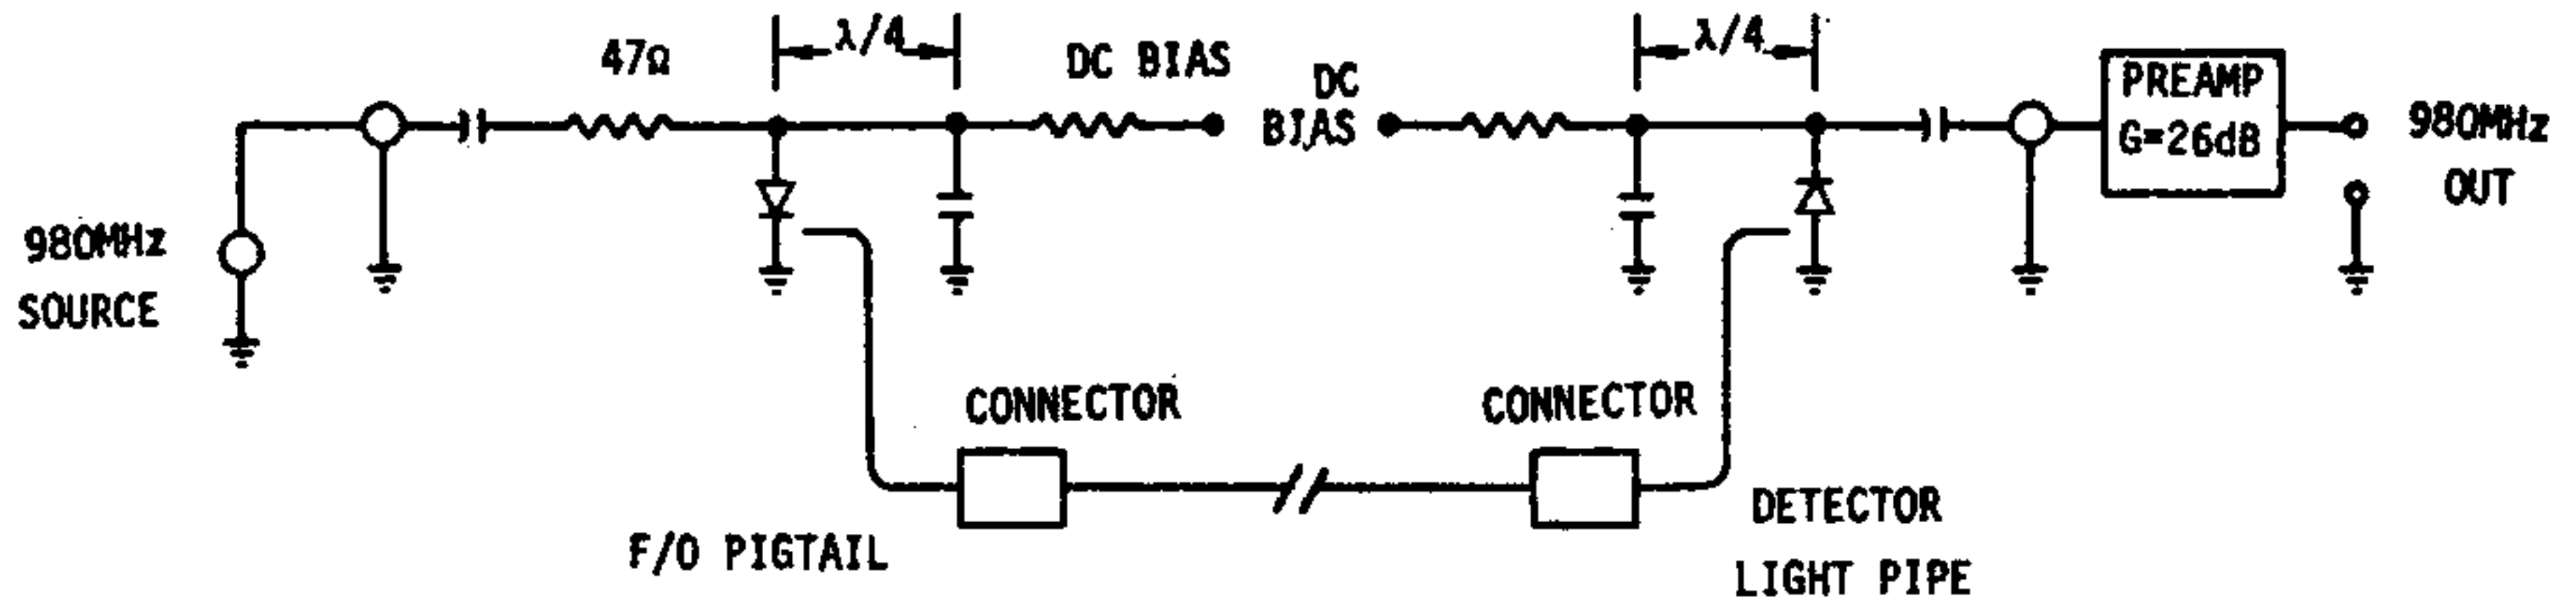 47Ω
λ/4
DC BIAS
DC
BIAS
λ/4
PREAMP
G=26dB
980MHz
OUT
980MHz
SOURCE
CONNECTOR
CONNECTOR
F/O PIGTAIL
DETECTOR
LIGHT PIPE